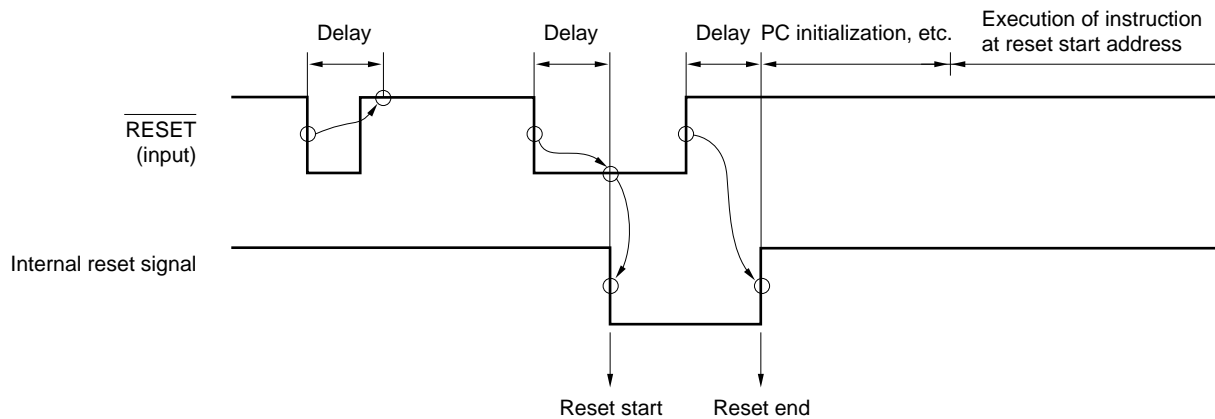 Delay
Delay
Delay
PC initialization, etc.
Execution of instruction
at reset start address
RESET
(input)
Internal reset signal
Reset start
Reset end